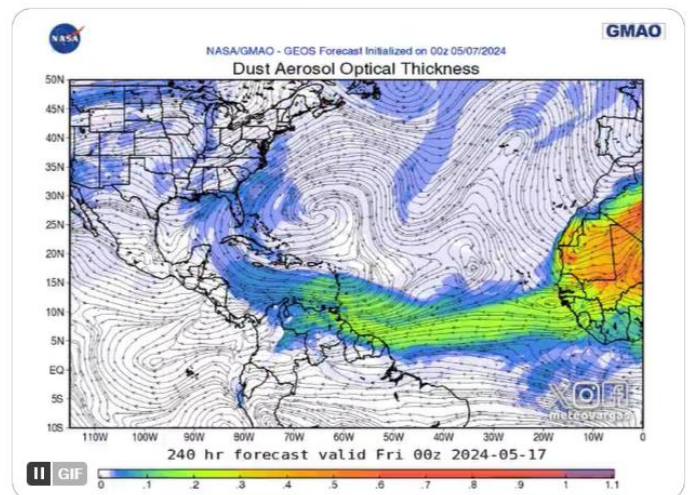 NASA
GMAO
NASA/GMAO - GEOS Forecast Initialized on 00z 05/07/2024
Dust Aerosol Optical Thickness
50N
45N
40N
35N
30N
25N
20N
15N
10N
5N
EQ
5S
10S
110W 100W 90W 80W 70W 60W 50W 40W 30W 20W 10W 0
meteovargas
240 hr forecast valid Fri 00z 2024-05-17
GIF
0 .1 .2 .3 .4 .5 .6 .7 .8 .9 1 1.1